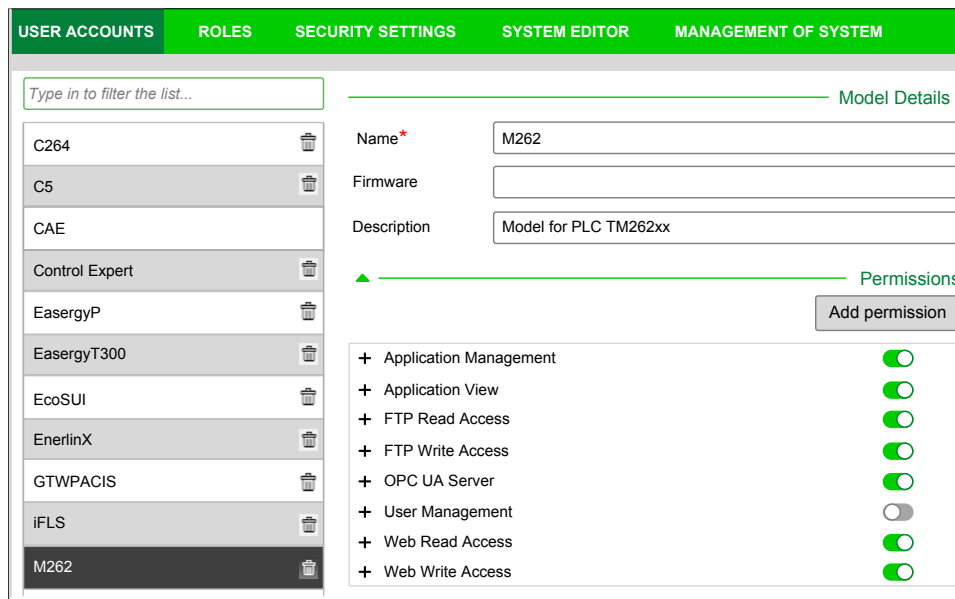 USER ACCOUNTS ROLES SECURITY SETTINGS SYSTEM EDITOR MANAGEMENT OF SYSTEM
Type in to filter the list...
C264
C5
CAE
Control Expert
EasergyP
EasergyT300
EcoSUI
EnerlinX
GTWPACIS
iFLS
M262
Model Details
Name* M262
Firmware
Description Model for PLC TM262xx
Permissions
Add permission
+ Application Management
+ Application View
+ FTP Read Access
+ FTP Write Access
+ OPC UA Server
+ User Management
+ Web Read Access
+ Web Write Access